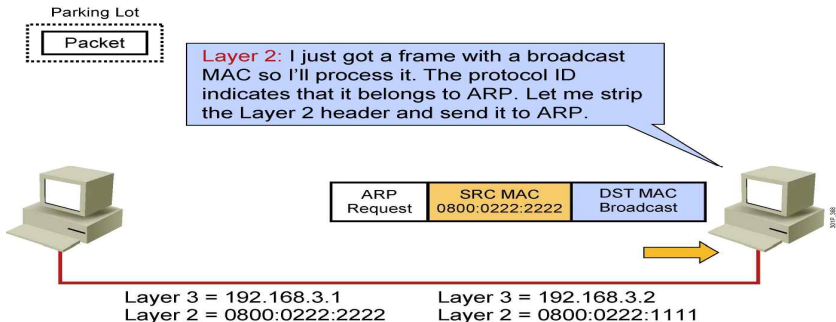 Parking Lot
Packet
Layer 2: I just got a frame with a broadcast
MAC so I'll process it. The protocol ID
indicates that it belongs to ARP. Let me strip
the Layer 2 header and send it to ARP.
ARP
Request
SRC MAC
0800:0222:2222
DST MAC
Broadcast
Layer 3 = 192.168.3.1
Layer 2 = 0800:0222:2222
Layer 3 = 192.168.3.2
Layer 2 = 0800:0222:1111